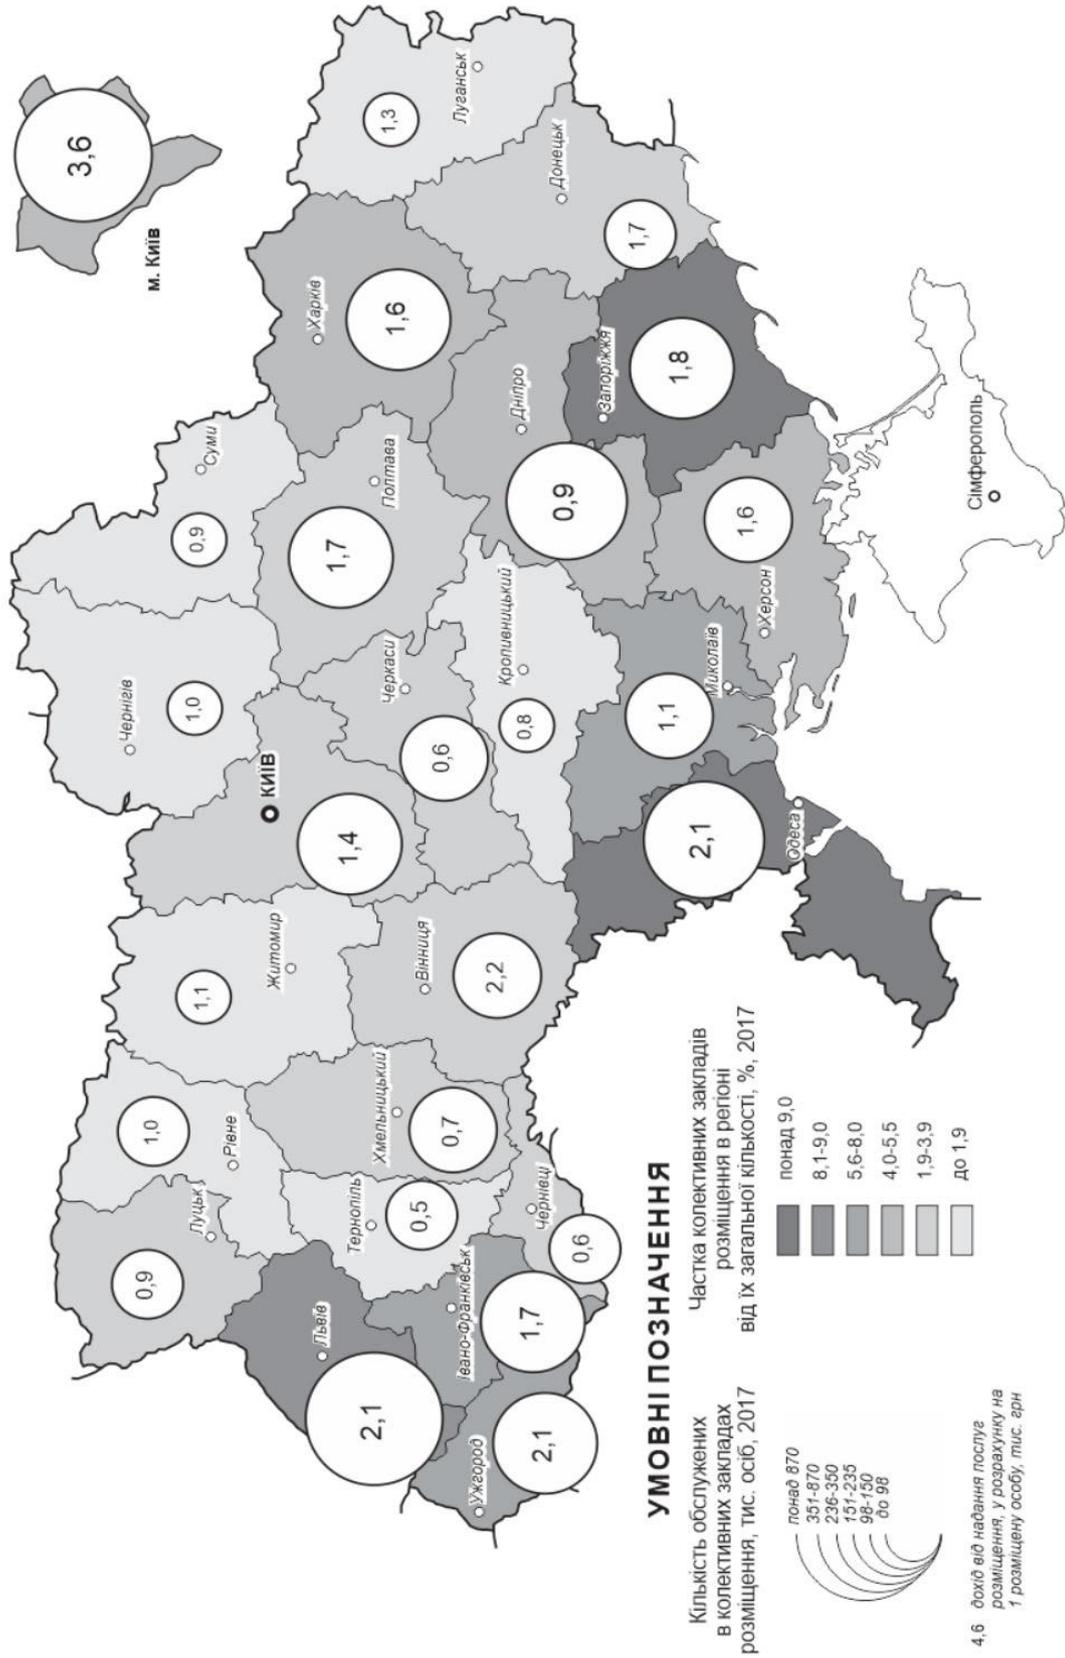 м. Київ
3,6
Чернігів
1,0
Суми
0,9
Луцьк
0,9
Рівне
1,0
Житомир
1,1
КИЇВ
1,4
Полтава
1,7
Харків
1,6
Луганськ
1,3
Львів
2,1
Тернопіль
0,5
Хмельницький
0,7
Вінниця
2,2
Черкаси
0,6
Кропивницький
0,8
Дніпро
0,9
Донецьк
1,7
Ужгород
2,1
Івано-Франківськ
1,7
Чернівці
0,6
Одеса
2,1
Миколаїв
1,1
Херсон
1,6
Запоріжжя
1,8
Сімферополь
УМОВНІ ПОЗНАЧЕННЯ
Кількість обслужених
в колективних закладах
розміщення, тис. осіб, 2017
понад 870
351-870
236-350
151-235
98-150
до 98
4,6 дохід від надання послуг
розміщення, у розрахунку на
1 розміщену особу, тис. грн
Частка колективних закладів
розміщення в регіоні
від їх загальної кількості, %, 2017
понад 9,0
8,1-9,0
5,6-8,0
4,0-5,5
1,9-3,9
до 1,9